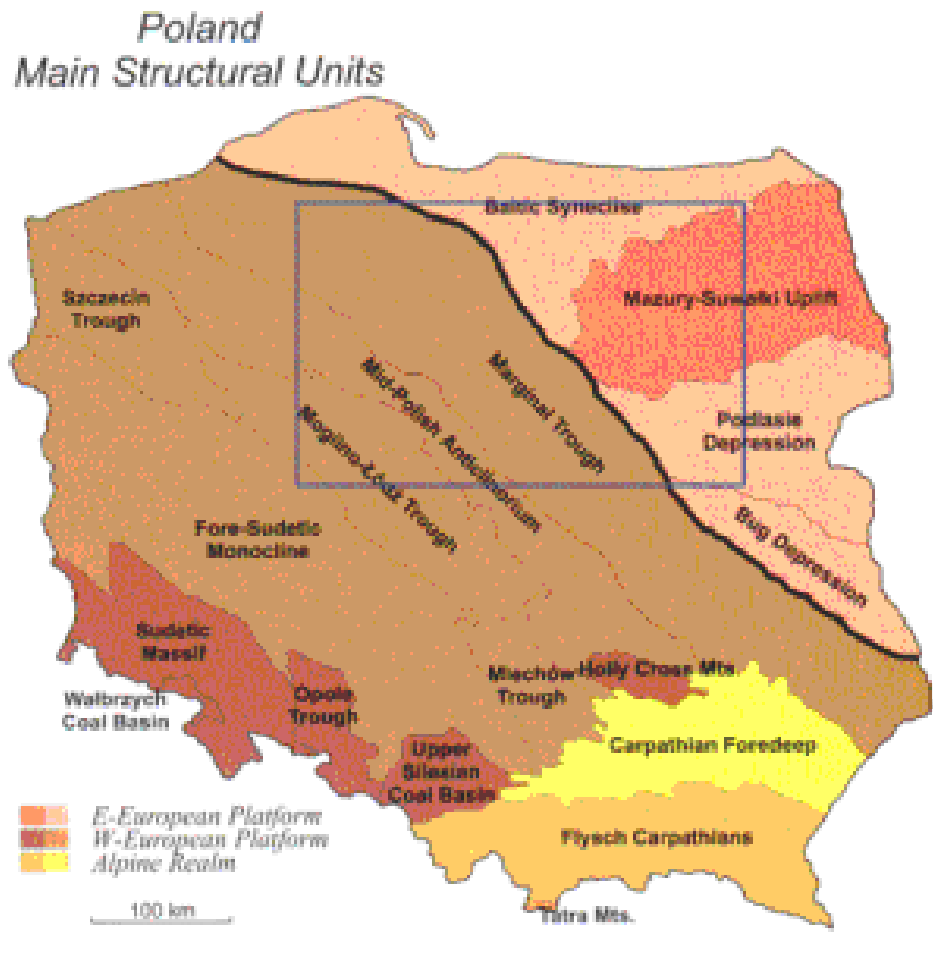 Poland
Main Structural Units
Baltic Syneclise
Szczecin
Trough
Mazury-Suwałki Uplift
Mid-Polish Anticlinorium
Marginal Trough
Mogilno-Łódź Trough
Podlasie
Depression
Bug Depression
Fore-Sudetic
Monocline
Sudetic
Massif
Wałbrzych
Coal Basin
Opole
Trough
Miechów
Trough
Holly Cross Mts.
Upper
Silesian
Coal Basin
Carpathian Foredeep
Flysch Carpathians
Tatra Mts.
E-European Platform
W-European Platform
Alpine Realm
100 km